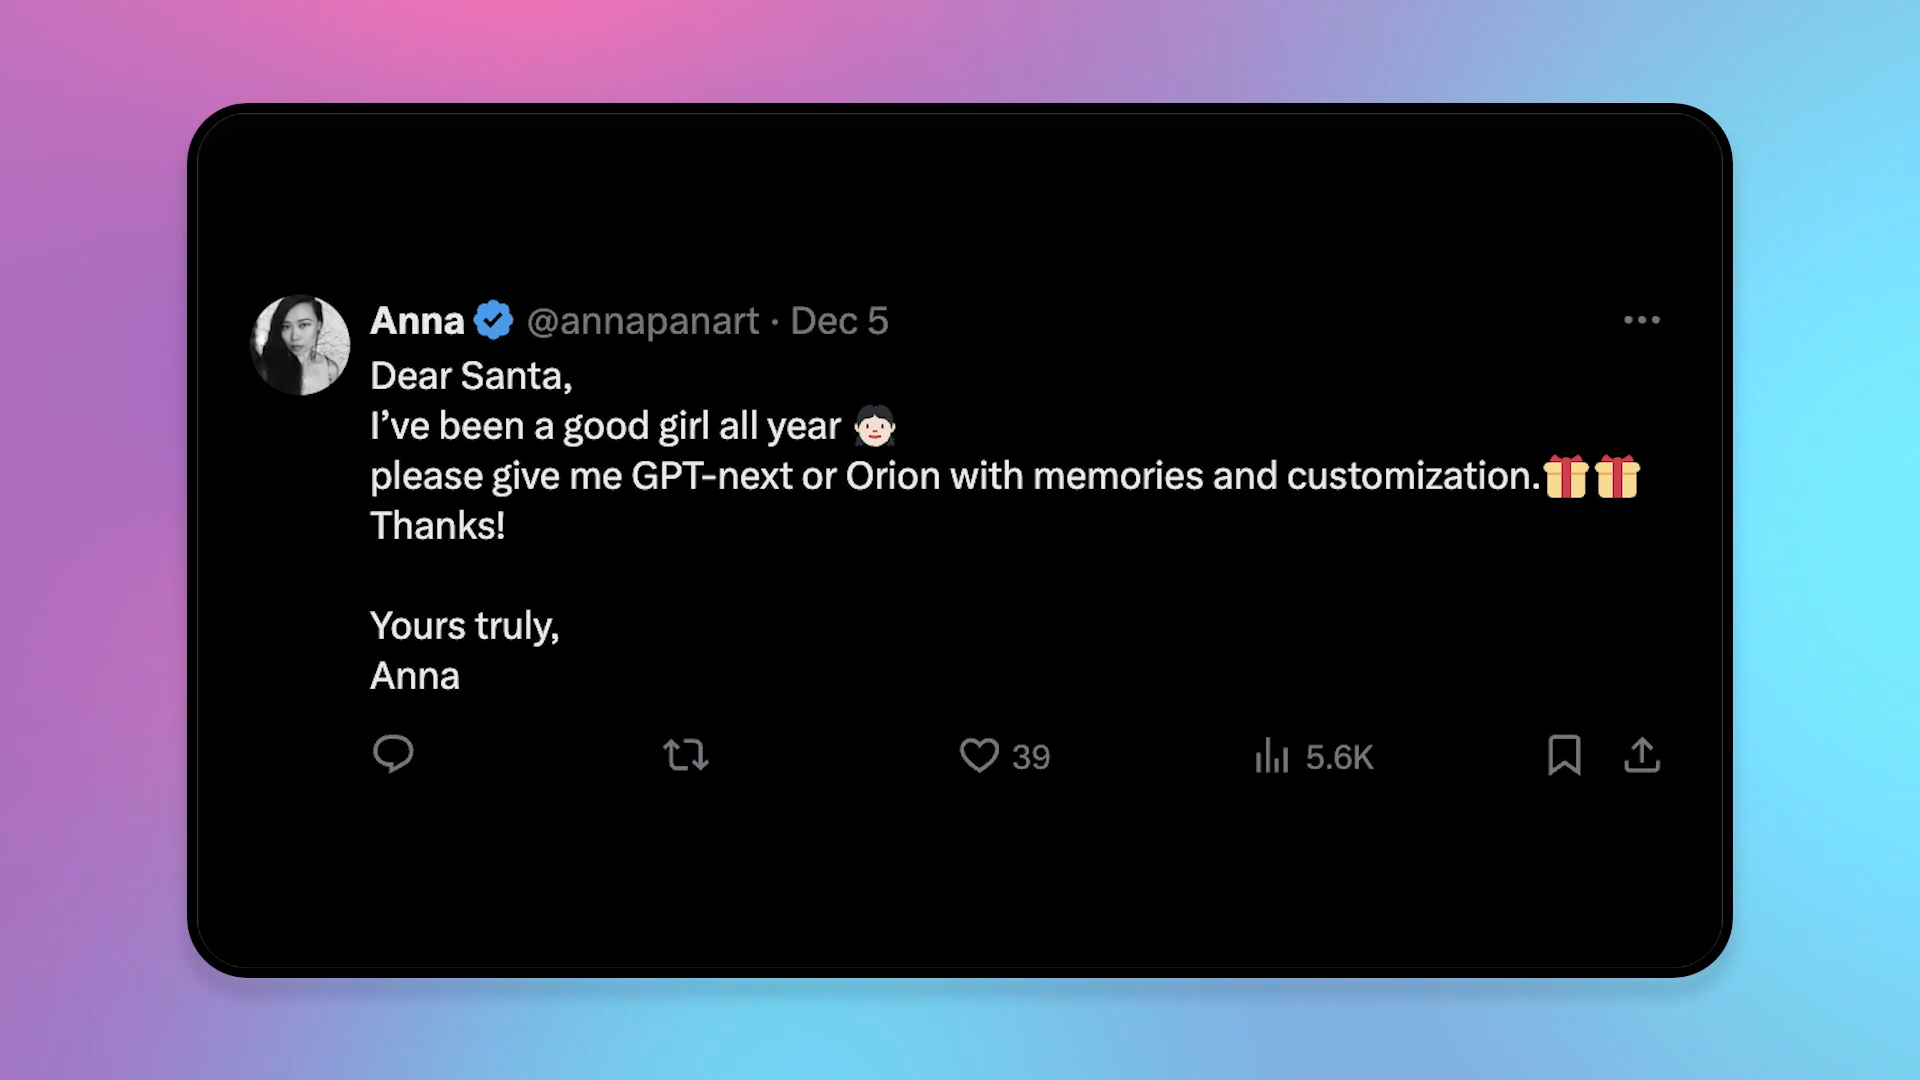 Anna @annapanart · Dec 5
Dear Santa,
I’ve been a good girl all year 👧🏻
please give me GPT-next or Orion with memories and customization.🎁🎁
Thanks!
Yours truly,
Anna
39 5.6K